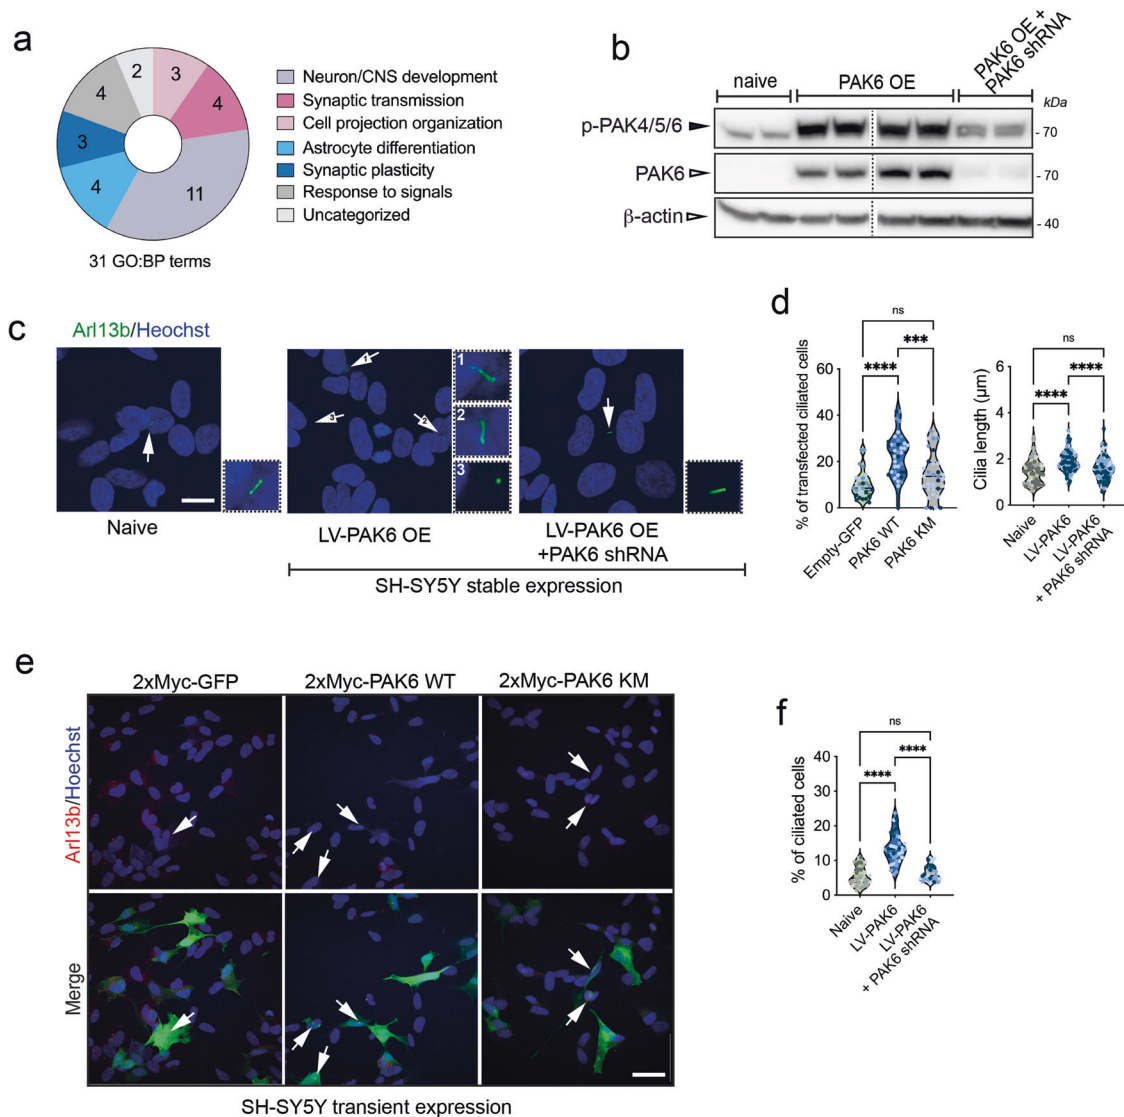 a
2
3
4
4
3
4
11
31 GO:BP terms
Neuron/CNS development
Synaptic transmission
Cell projection organization
Astrocyte differentiation
Synaptic plasticity
Response to signals
Uncategorized
b
naive
PAK6 OE
PAK6 OE +
PAK6 shRNA
kDa
p-PAK4/5/6
- 70
PAK6
- 70
β-actin
- 40
c
Arl13b/Heochst
1
2
3
1
2
3
Naive
LV-PAK6 OE
LV-PAK6 OE
+PAK6 shRNA
SH-SY5Y stable expression
d
ns
****
***
% of transfected ciliated cells
60
40
20
0
Empty-GFP
PAK6 WT
PAK6 KM
ns
****
****
Cilia length (μm)
6
4
2
0
Naive
LV-PAK6
LV-PAK6
+ PAK6 shRNA
e
2xMyc-GFP
2xMyc-PAK6 WT
2xMyc-PAK6 KM
Arl13b/Hoechst
Merge
SH-SY5Y transient expression
f
ns
****
****
% of ciliated cells
40
30
20
10
0
Naive
LV-PAK6
LV-PAK6
+ PAK6 shRNA